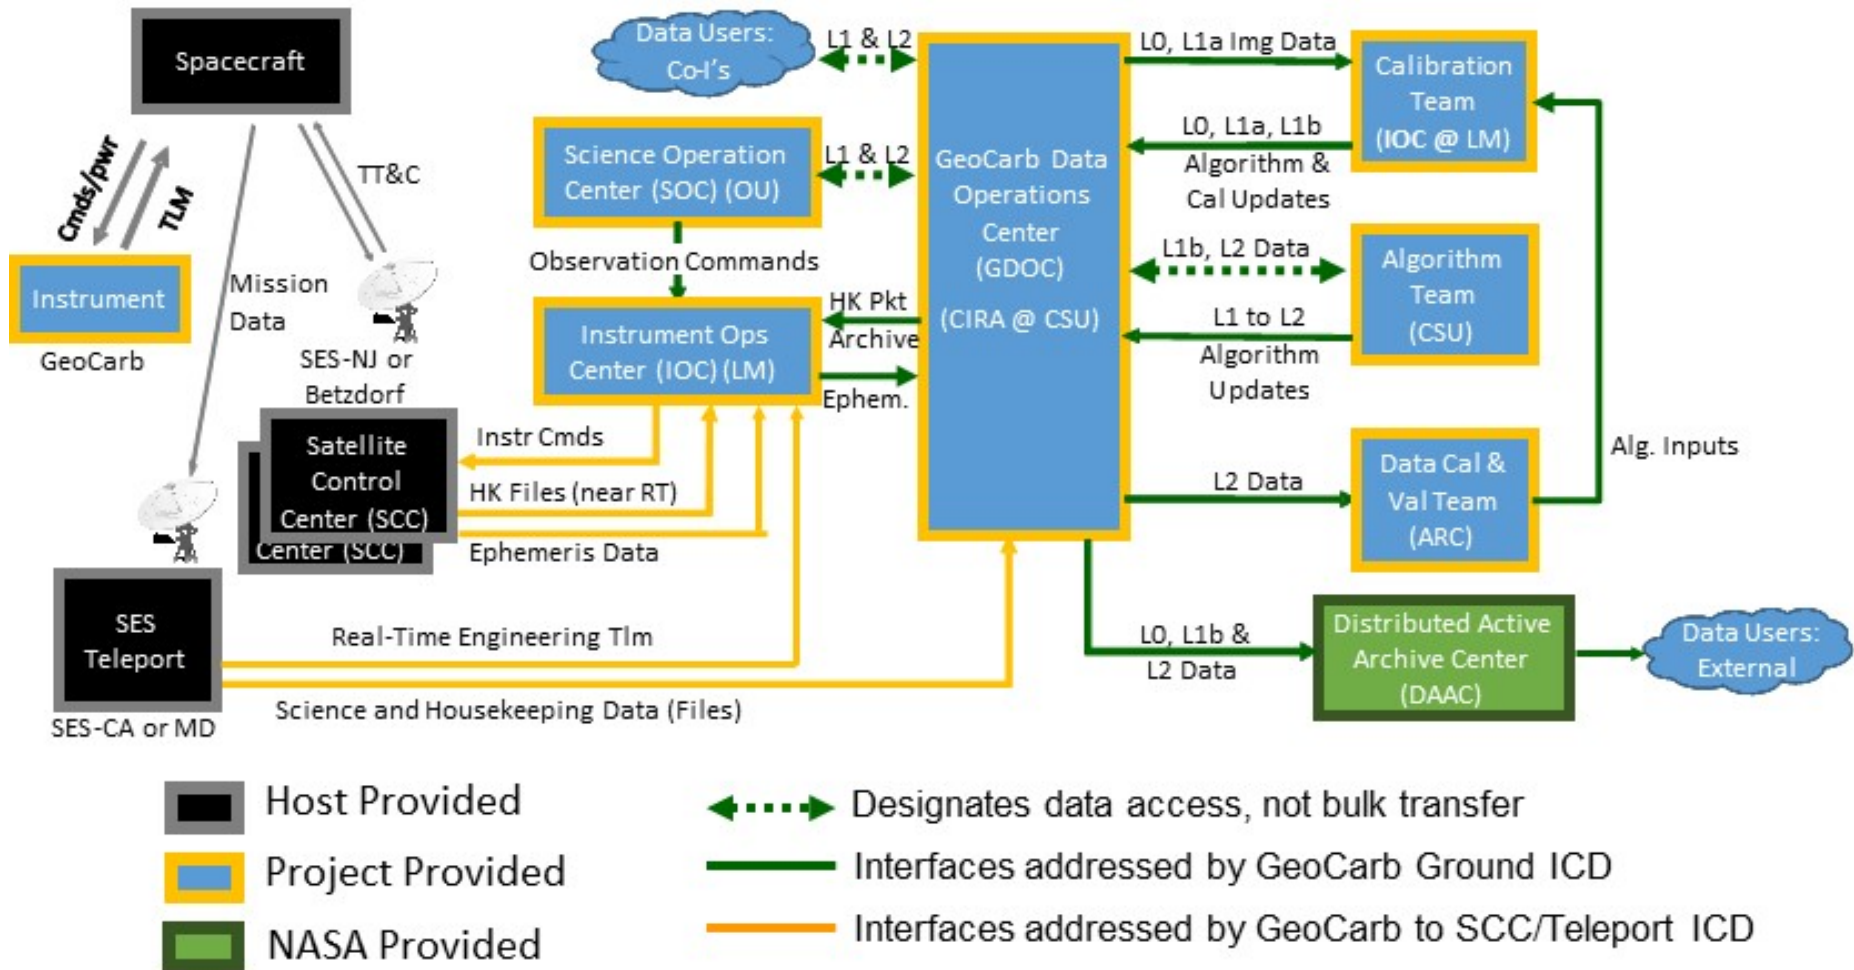 Spacecraft
Cmds/pwr
TLM
TT&C
Instrument
GeoCarb
Mission
Data
SES-NJ or
Betzdorf
Satellite
Control
Center (SCC)
Center (SCC)
SES
Teleport
SES-CA or MD
Data Users:
Co-I's
L1 & L2
Science Operation
Center (SOC) (OU)
L1 & L2
Observation Commands
Instrument Ops
Center (IOC) (LM)
HK Pkt
Archive
Ephem.
Instr Cmds
HK Files (near RT)
Ephemeris Data
Real-Time Engineering Tlm
Science and Housekeeping Data (Files)
GeoCarb Data
Operations
Center
(GDOC)
(CIRA @ CSU)
L0, L1a Img Data
L0, L1a, L1b
Algorithm &
Cal Updates
Calibration
Team
(IOC @ LM)
L1b, L2 Data
L1 to L2
Algorithm
Updates
Algorithm
Team
(CSU)
L2 Data
Data Cal &
Val Team
(ARC)
Alg. Inputs
L0, L1b &
L2 Data
Distributed Active
Archive Center
(DAAC)
Data Users:
External
Host Provided
Project Provided
NASA Provided
Designates data access, not bulk transfer
Interfaces addressed by GeoCarb Ground ICD
Interfaces addressed by GeoCarb to SCC/Teleport ICD